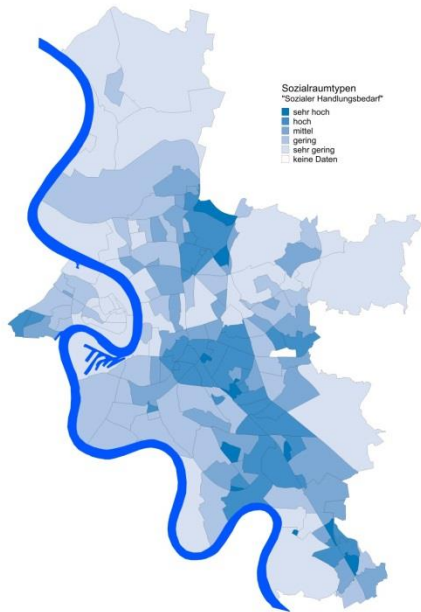 Sozialraumtypen
"Sozialer Handlungsbedarf"
sehr hoch
hoch
mittel
gering
sehr gering
keine Daten